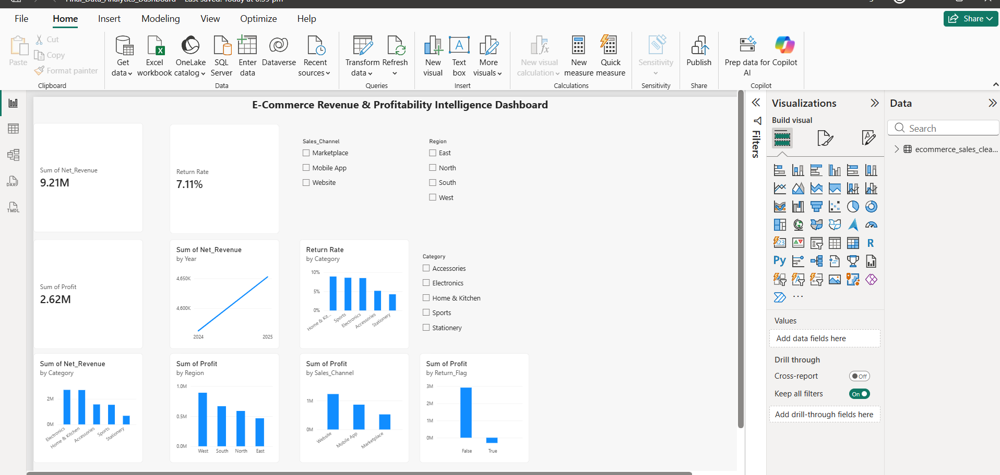 File
Home
Insert
Modeling
View
Optimize
Help
Share
Paste
Cut
Copy
Format painter
Clipboard
Get data
Excel workbook
OneLake catalog
SQL Server
Enter data
Dataverse
Recent sources
Data
Transform data
Refresh
Queries
New visual
Text box
More visuals
Insert
New visual calculation
New measure
Quick measure
Calculations
Sensitivity
Sensitivity
Publish
Share
Prep data for AI
Copilot
Copilot
DAX
TMDL
E-Commerce Revenue & Profitability Intelligence Dashboard
Sum of Net_Revenue
9.21M
Return Rate
7.11%
Sales_Channel
Marketplace
Mobile App
Website
Region
East
North
South
West
Sum of Profit
2.62M
Sum of Net_Revenue
by Year
4,650K
4,600K
2024
2025
Return Rate
by Category
10%
5%
0%
Home & Kit...
Sports
Electronics
Accessories
Stationery
Category
Accessories
Electronics
Home & Kitchen
Sports
Stationery
Sum of Net_Revenue
by Category
2M
0M
Electronics
Home & Kitchen
Accessories
Sports
Stationery
Sum of Profit
by Region
1.0M
0.5M
0.0M
West
South
North
East
Sum of Profit
by Sales_Channel
1M
0M
Website
Mobile App
Marketplace
Sum of Profit
by Return_Flag
3M
2M
1M
0M
False
True
Filters
Visualizations
Build visual
123
R
Py
Values
Add data fields here
Drill through
Cross-report
Off
Keep all filters
On
Add drill-through fields here
Data
Search
ecommerce_sales_clea...